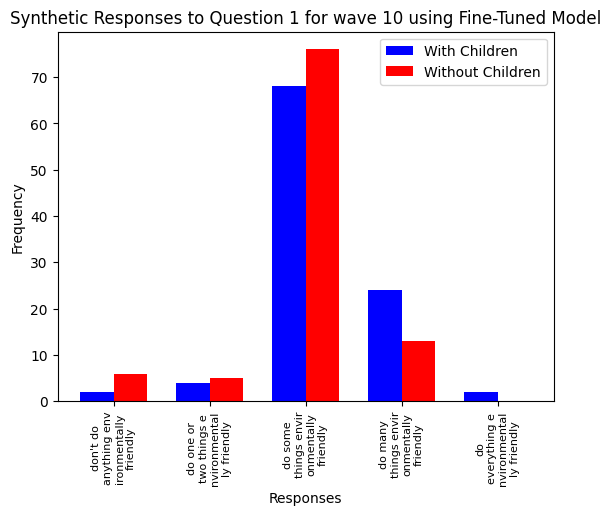 Synthetic Responses to Question 1 for wave 10 using Fine-Tuned Model
With Children
Without Children
Frequency
70
60
50
40
30
20
10
0
don't do
anything env
ironmentally
friendly
do one or
two things e
nvironmental
ly friendly
do some
things envir
onmentally
friendly
do many
things envir
onmentally
friendly
do
everything e
nvironmental
ly friendly
Responses